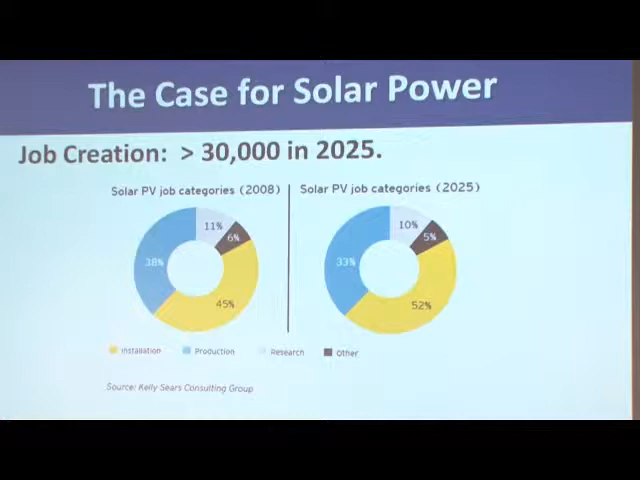 The Case for Solar Power
Job Creation: > 30,000 in 2025.
Solar PV job categories (2008)
Solar PV job categories (2025)
11%
6%
38%
45%
10%
5%
33%
52%
Installation
Production
Research
Other
Source: Kelly Sears Consulting Group